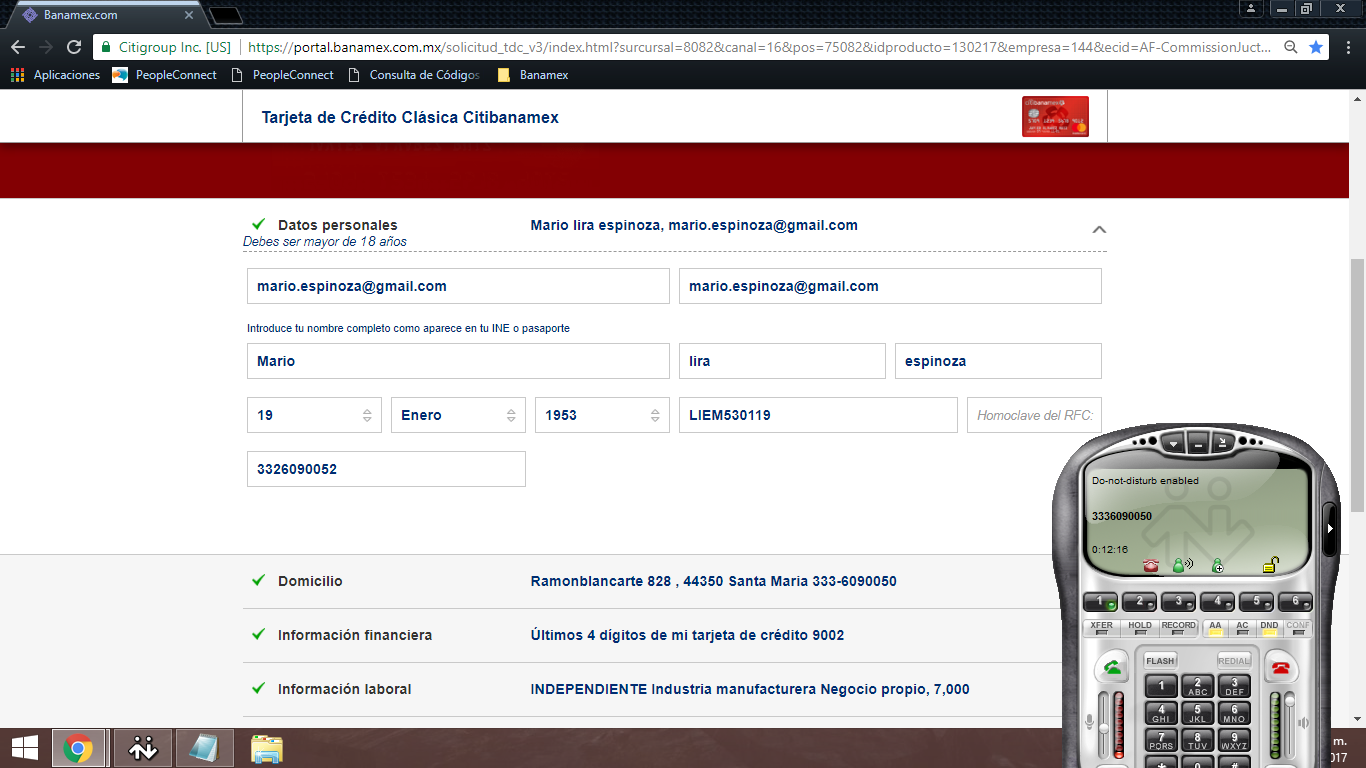 Banamex.com
Citigroup Inc. [US] https://portal.banamex.com.mx/solicitud_tdc_v3/index.html?surcursal=8082&canal=16&pos=75082&idproducto=130217&empresa=144&ecid=AF-CommissionJuct...
Aplicaciones PeopleConnect PeopleConnect Consulta de Códigos Banamex
Tarjeta de Crédito Clásica Citibanamex
Datos personales Mario lira espinoza, mario.espinoza@gmail.com
Debes ser mayor de 18 años
mario.espinoza@gmail.com mario.espinoza@gmail.com
Introduce tu nombre completo como aparece en tu INE o pasaporte
Mario lira espinoza
19 Enero 1953 LIEM530119 Homoclave del RFC:
3326090052
Domicilio Ramonblancarte 828 , 44350 Santa Maria 333-6090050
Información financiera Últimos 4 dígitos de mi tarjeta de crédito 9002
Información laboral INDEPENDIENTE Industria manufacturera Negocio propio, 7,000
Do-not-disturb enabled
3336090050
0:12:16
1 2 3 4 5 6
XFER HOLD RECORD AA AC DND CONF
FLASH REDIAL
1 2 ABC 3 DEF
4 GHI 5 JKL 6 MNO
7 PQRS 8 TUV 9 WXYZ
m.
017